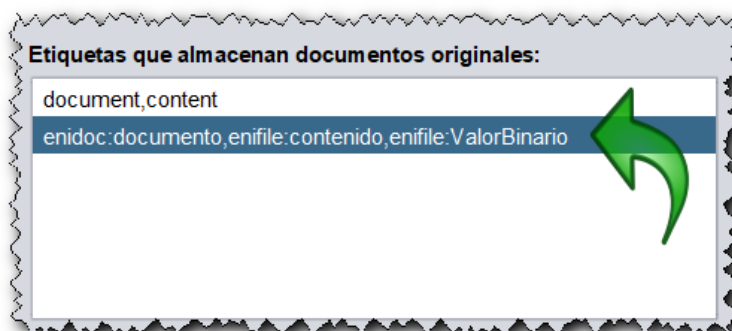 Etiquetas que almacenan documentos originales:
document,content
enidoc:documento,enifile:contenido,enifile:ValorBinario